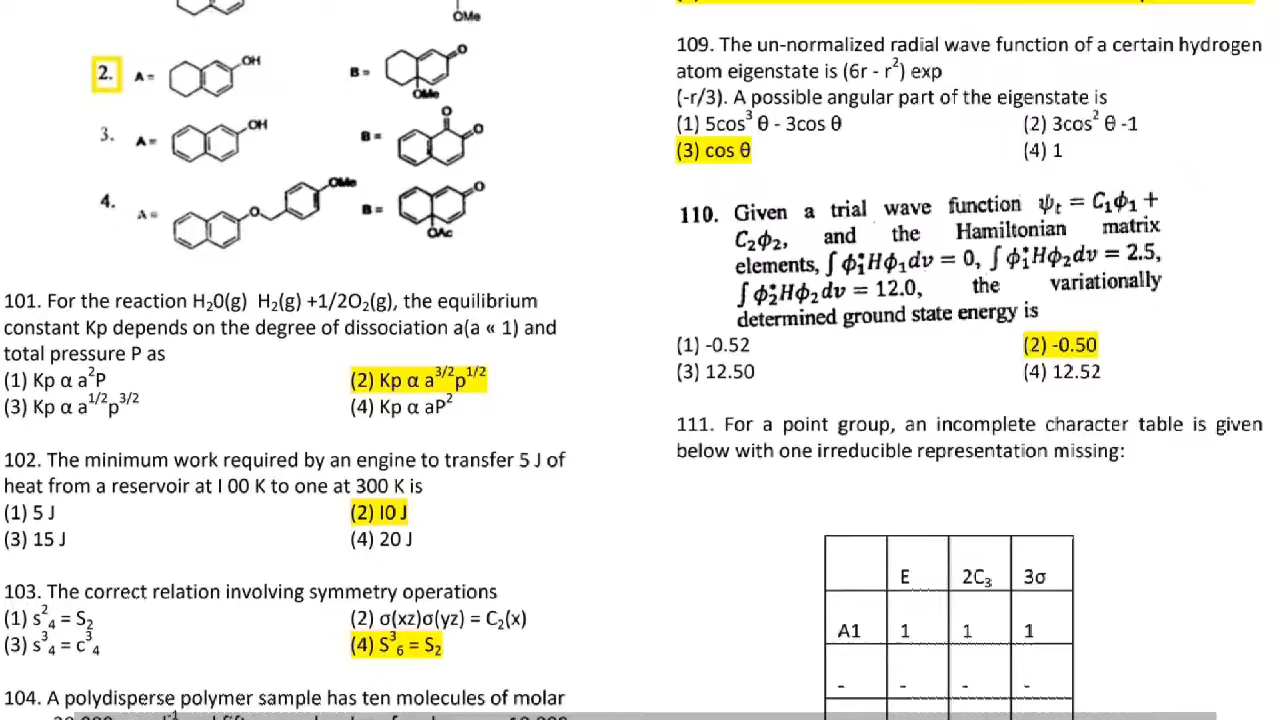 OMe
2. A = OH B = O OMe
3. A = OH B = O O
4. A = O OMe B = O OAc
101. For the reaction H₂0(g) H₂(g) +1/2O₂(g), the equilibrium
constant Kp depends on the degree of dissociation a(a « 1) and
total pressure P as
(1) Kp α a²P (2) Kp α a^3/2 p^1/2
(3) Kp α a^1/2 p^3/2 (4) Kp α aP²
102. The minimum work required by an engine to transfer 5 J of
heat from a reservoir at I 00 K to one at 300 K is
(1) 5 J (2) I0 J
(3) 15 J (4) 20 J
103. The correct relation involving symmetry operations
(1) s²₄ = S₂ (2) σ(xz)σ(yz) = C₂(x)
(3) s³₄ = c³₄ (4) S³₆ = S₂
104. A polydisperse polymer sample has ten molecules of molar
109. The un-normalized radial wave function of a certain hydrogen
atom eigenstate is (6r - r²) exp
(-r/3). A possible angular part of the eigenstate is
(1) 5cos³ θ - 3cos θ (2) 3cos² θ -1
(3) cos θ (4) 1
110. Given a trial wave function ψₜ = C₁ϕ₁ +
C₂ϕ₂, and the Hamiltonian matrix
elements, ∫ ϕ₁*Hϕ₁dv = 0, ∫ ϕ₁*Hϕ₂dv = 2.5,
∫ ϕ₂*Hϕ₂dv = 12.0, the variationally
determined ground state energy is
(1) -0.52 (2) -0.50
(3) 12.50 (4) 12.52
111. For a point group, an incomplete character table is given
below with one irreducible representation missing:
E 2C₃ 3σ
A1 1 1 1
- - - -